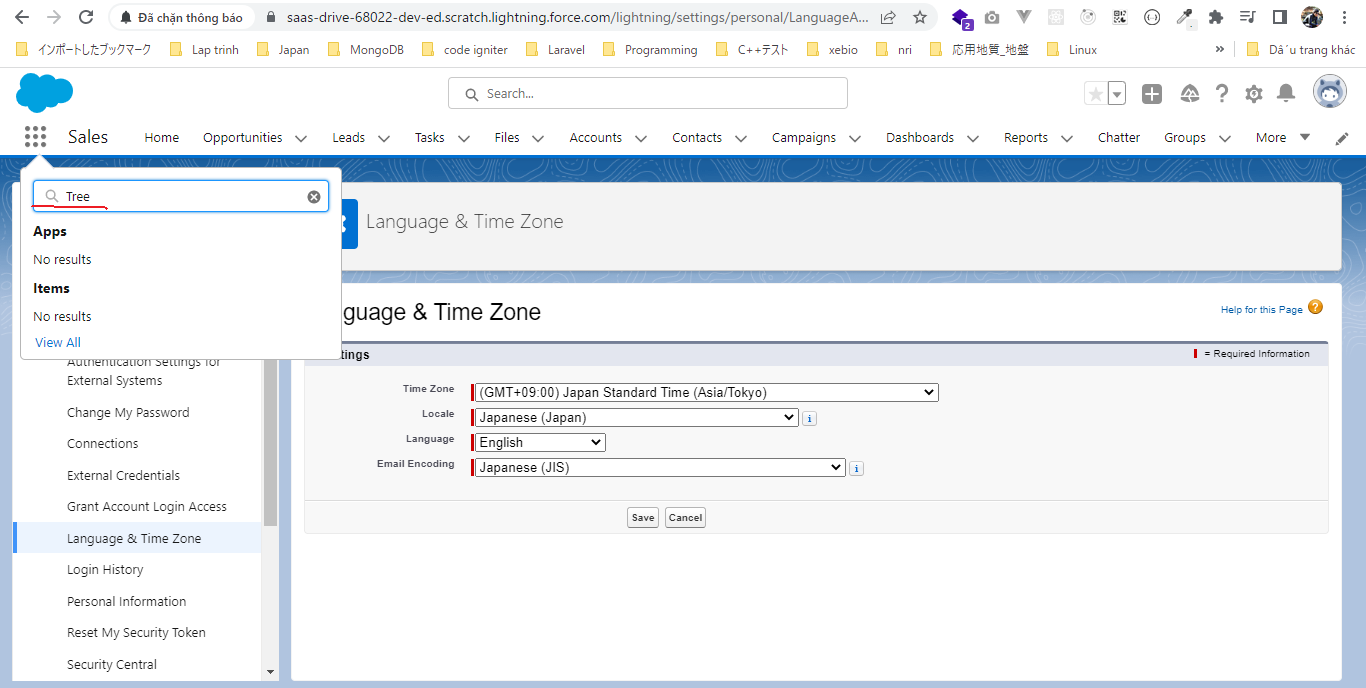 Đã chặn thông báo
saas-drive-68022-dev-ed.scratch.lightning.force.com/lightning/settings/personal/LanguageA...
2
インポートしたブックマーク
Lap trinh
Japan
MongoDB
code igniter
Laravel
Programming
C++テスト
xebio
nri
応用地質_地盤
Linux
»
Dấu trang khác
Search...
Sales
Home
Opportunities
Leads
Tasks
Files
Accounts
Contacts
Campaigns
Dashboards
Reports
Chatter
Groups
More
Tree
Apps
No results
Items
No results
View All
Authentication Settings for
External Systems
Change My Password
Connections
External Credentials
Grant Account Login Access
Language & Time Zone
Login History
Personal Information
Reset My Security Token
Security Central
Language & Time Zone
guage & Time Zone
Help for this Page
?
tings
= Required Information
Time Zone
(GMT+09:00) Japan Standard Time (Asia/Tokyo)
Locale
Japanese (Japan)
i
Language
English
Email Encoding
Japanese (JIS)
i
Save
Cancel